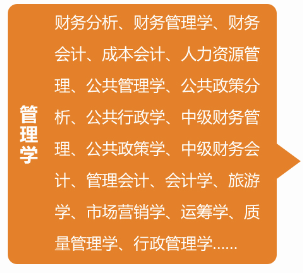 管理学
财务分析、财务管理学、财务
会计、成本会计、人力资源管
理、公共管理学、公共政策分
析、公共行政学、中级财务管
理、公共政策学、中级财务会
计、管理会计、会计学、旅游
学、市场营销学、运筹学、质
量管理学、行政管理学......